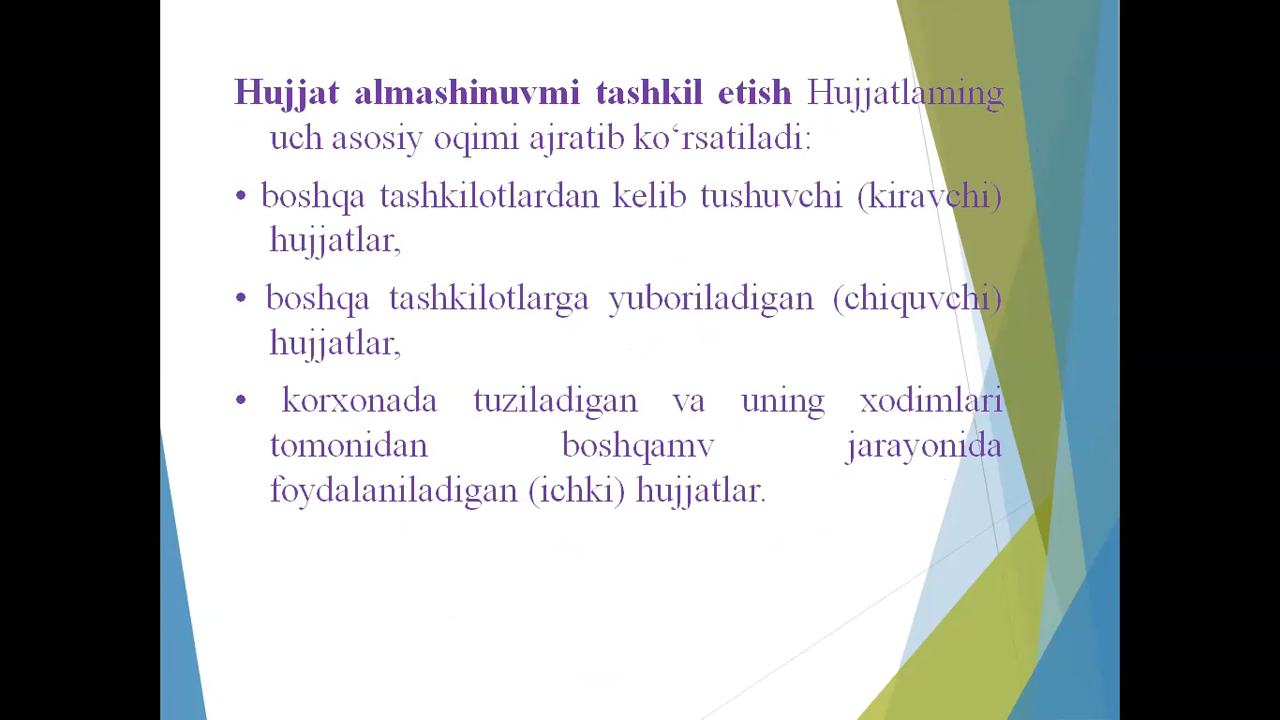 Hujjat almashinuvmi tashkil etish Hujjatlaming
uch asosiy oqimi ajratib ko‘rsatiladi:
• boshqa tashkilotlardan kelib tushuvchi (kiravchi)
hujjatlar,
• boshqa tashkilotlarga yuboriladigan (chiquvchi)
hujjatlar,
• korxonada tuziladigan va uning xodimlari
tomonidan boshqamv jarayonida
foydalaniladigan (ichki) hujjatlar.